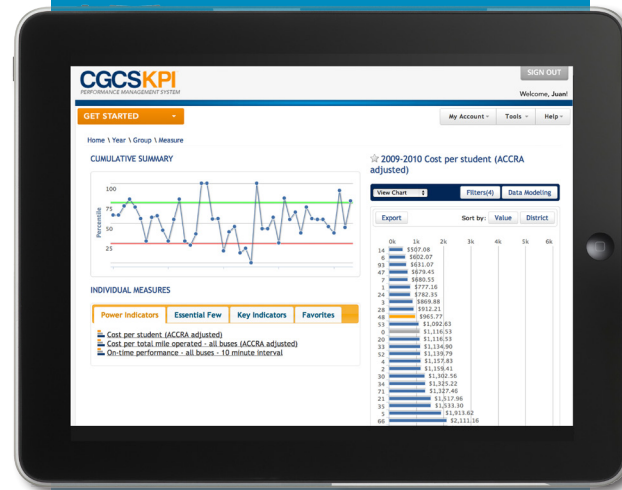 CGCSKPI
PERFORMANCE MANAGEMENT SYSTEM
SIGN OUT
Welcome, Juan!
GET STARTED
My Account
Tools
Help
Home \ Year \ Group \ Measure
CUMULATIVE SUMMARY
Percentile
100
75
50
25
INDIVIDUAL MEASURES
Power Indicators
Essential Few
Key Indicators
Favorites
Cost per student (ACCRA adjusted)
Cost per total mile operated - all buses (ACCRA adjusted)
On-time performance - all buses - 10 minute interval
2009-2010 Cost per student (ACCRA
adjusted)
View Chart
Filters(4)
Data Modeling
Export
Sort by:
Value
District
0k 1k 2k 3k 4k 5k 6k
14 $507.08
6 $602.07
93 $631.07
47 $679.45
7 $680.55
1 $777.16
24 $782.35
3 $869.88
28 $912.21
48 $965.77
53 $1,092.63
0 $1,116.53
20 $1,116.53
33 $1,134.90
52 $1,139.79
4 $1,157.83
2 $1,159.41
30 $1,302.56
34 $1,325.22
71 $1,327.46
21 $1,517.96
35 $1,533.30
5 $1,913.62
66 $2,111.16